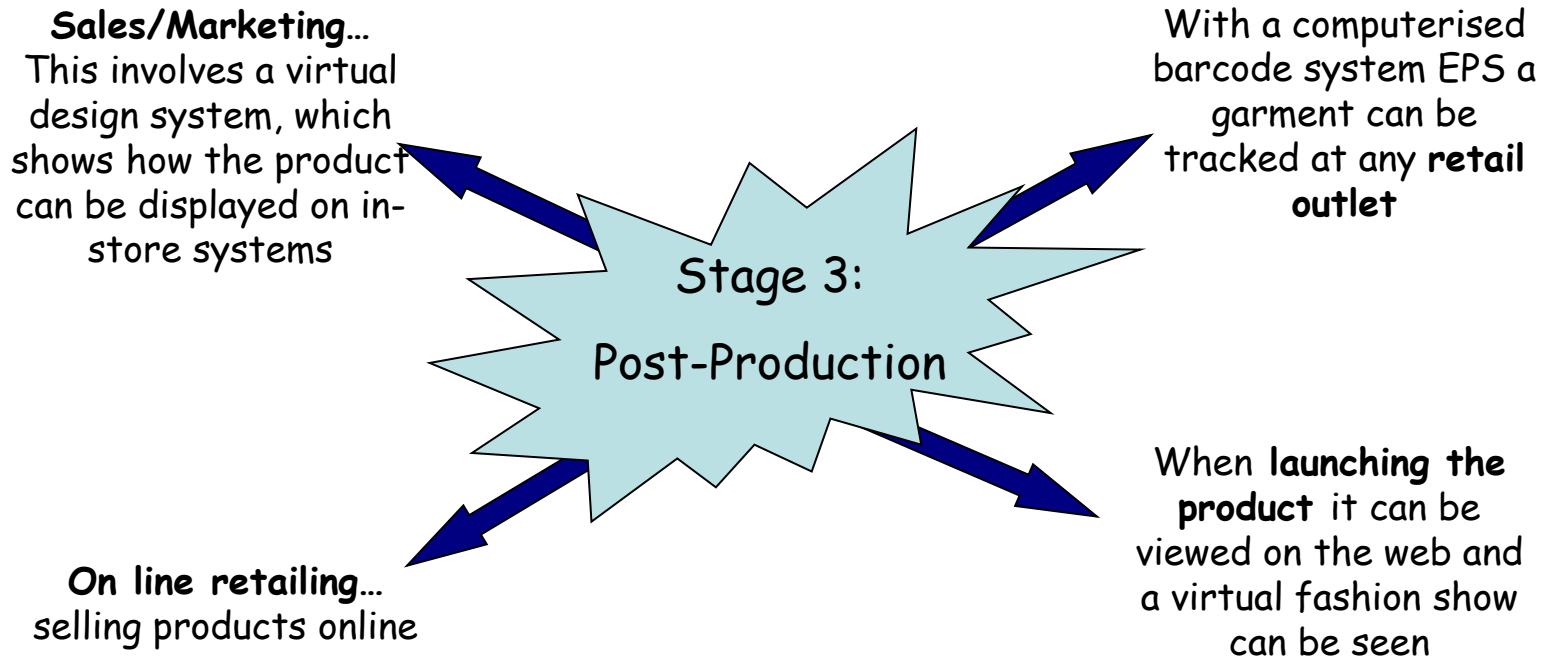 Sales/Marketing…
This involves a virtual
design system, which
shows how the product
can be displayed on in-
store systems
With a computerised
barcode system EPS a
garment can be
tracked at any retail
outlet
Stage 3:
Post-Production
On line retailing…
selling products online
When launching the
product it can be
viewed on the web and
a virtual fashion show
can be seen